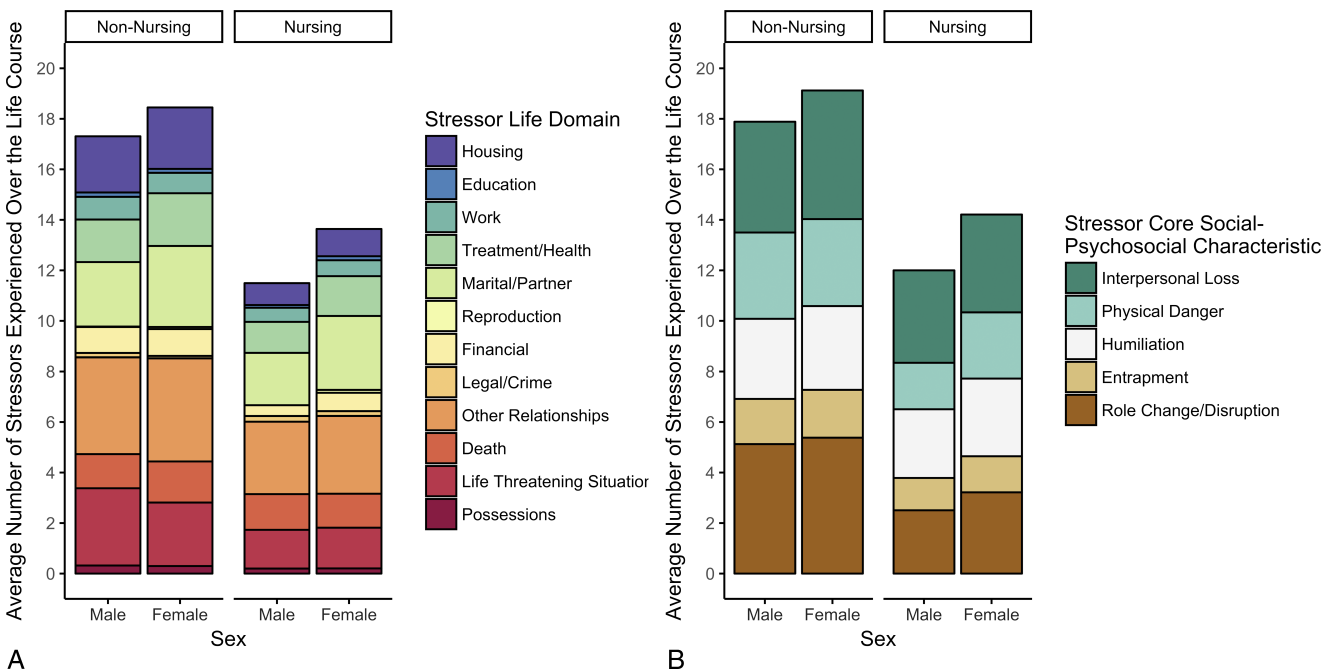 Average Number of Stressors Experienced Over the Life Course
Non-Nursing
Nursing
20
18
16
14
12
10
8
6
4
2
0
Male
Female
Male
Female
Sex
A
Stressor Life Domain
Housing
Education
Work
Treatment/Health
Marital/Partner
Reproduction
Financial
Legal/Crime
Other Relationships
Death
Life Threatening Situation
Possessions
Average Number of Stressors Experienced Over the Life Course
Non-Nursing
Nursing
20
18
16
14
12
10
8
6
4
2
0
Male
Female
Male
Female
Sex
B
Stressor Core Social-
Psychosocial Characteristic
Interpersonal Loss
Physical Danger
Humiliation
Entrapment
Role Change/Disruption